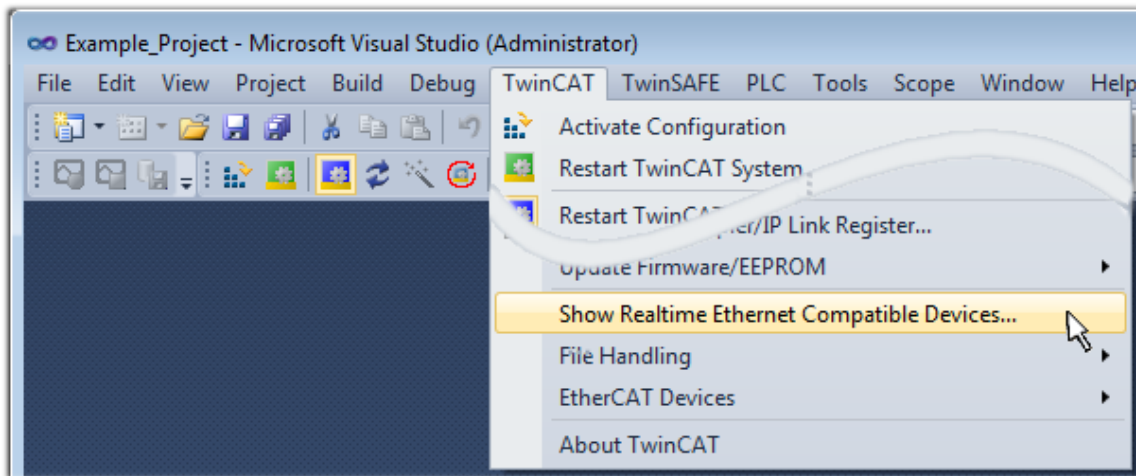 Example_Project - Microsoft Visual Studio (Administrator)
File Edit View Project Build Debug TwinCAT TwinSAFE PLC Tools Scope Window Help
Activate Configuration
Restart TwinCAT System
Restart TwinCAT
/IP Link Register...
Update Firmware/EEPROM
Show Realtime Ethernet Compatible Devices...
File Handling
EtherCAT Devices
About TwinCAT